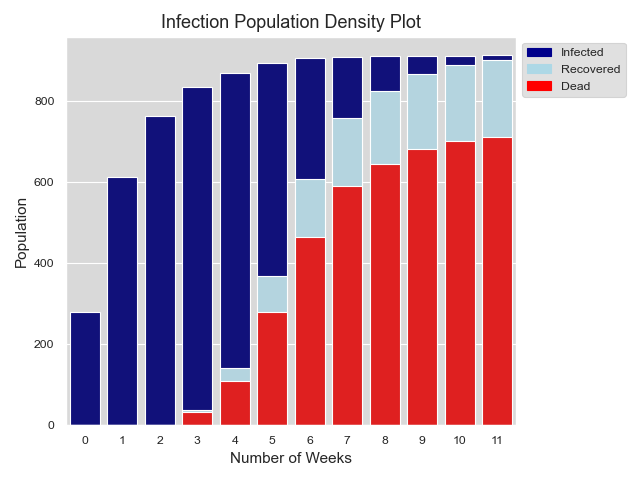 Infection Population Density Plot
Infected
Recovered
Dead
Population
800
600
400
200
0
0 1 2 3 4 5 6 7 8 9 10 11
Number of Weeks